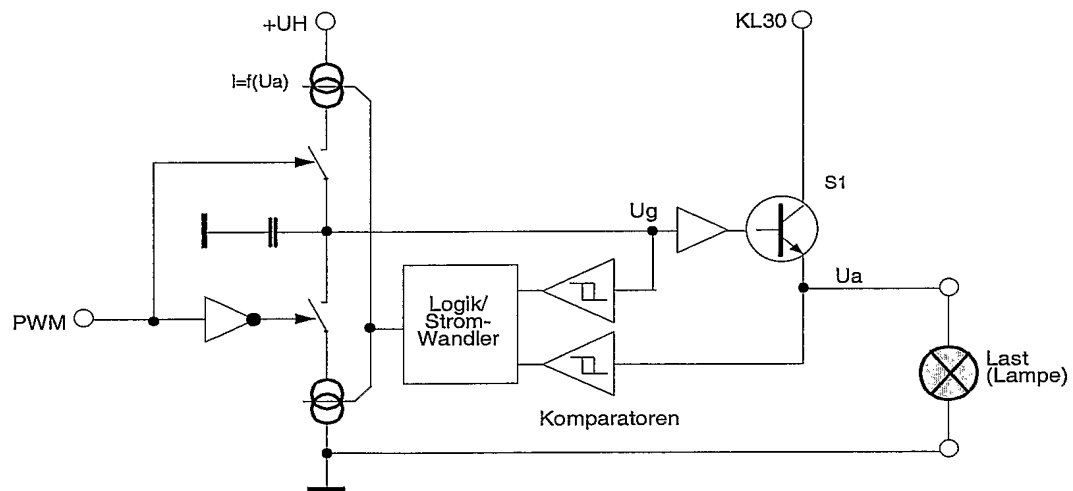 +UH
KL30
I=f(Ua)
S1
Ug
Ua
PWM
Logik/
Strom-
Wandler
Last
(Lampe)
Komparatoren